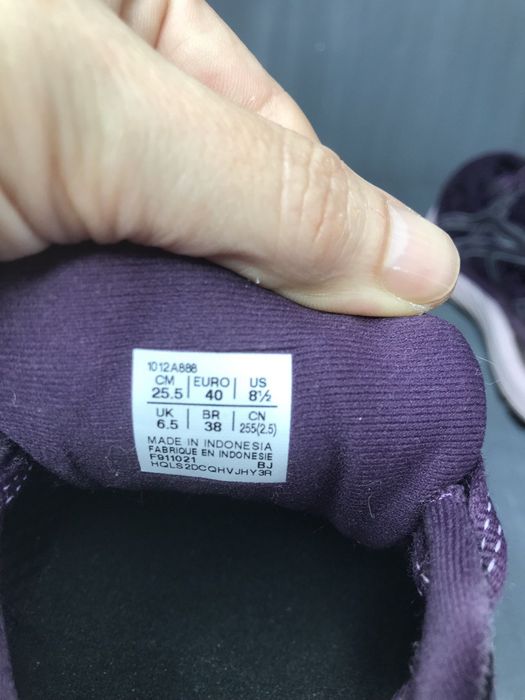 1012A888
CM | EURO | US
25.5 | 40 | 8½
UK | BR | CN
6.5 | 38 | 255(2.5)
MADE IN INDONESIA
FABRIQUE EN INDONESIE
F911021 BJ
HQLS2DCQHVJHY3R